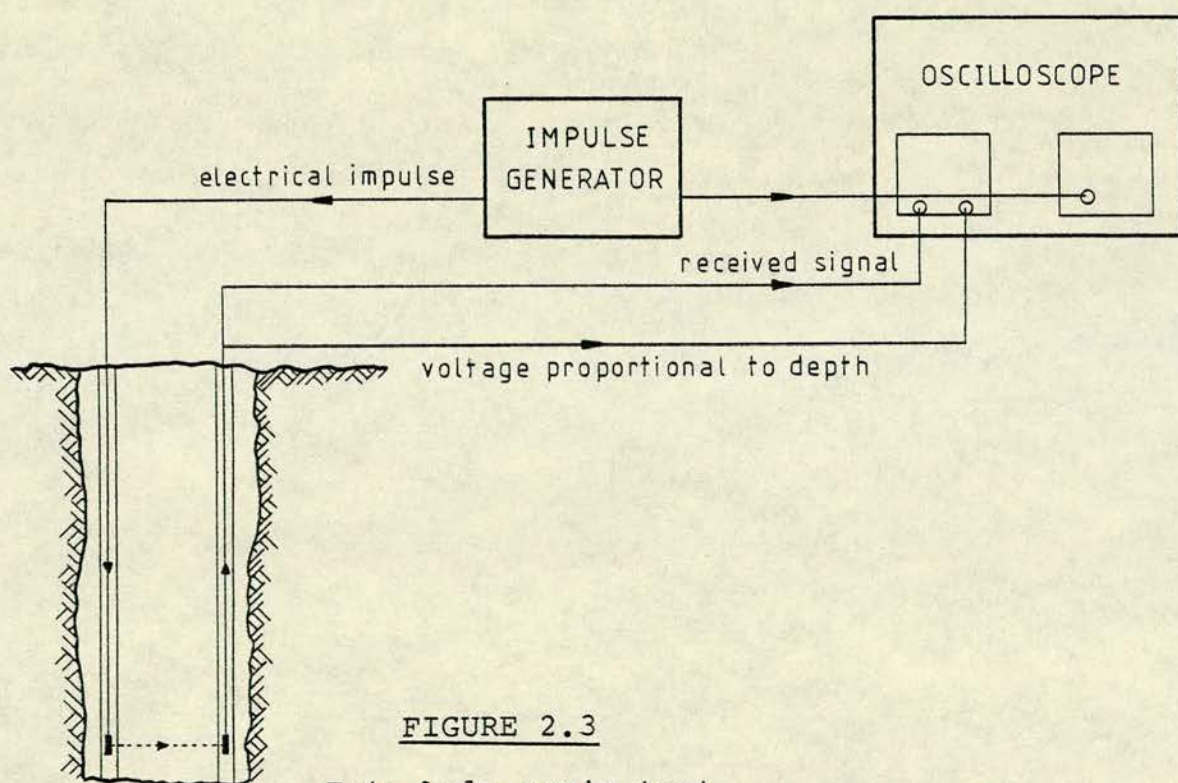 OSCILLOSCOPE
IMPULSE
GENERATOR
electrical impulse
received signal
voltage proportional to depth
FIGURE 2.3